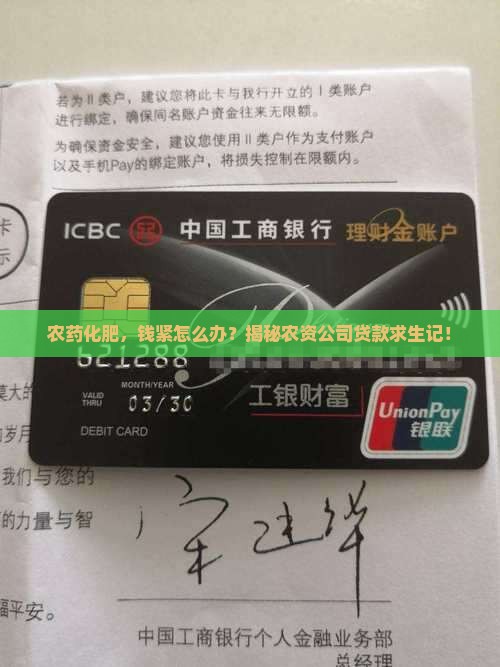 若为Ⅱ类户，建议您将此卡与我行开立的Ⅰ类账户
进行绑定，确保同名账户资金往来无限额。
为确保资金安全，建议您使用Ⅱ类户作为支付账户
以及手机Pay的绑定账户，将损失控制在限额内。
卡
示
ICBC 中国工商银行 理财金账户
农药化肥，钱紧怎么办？揭秘农资公司贷款求生记！
621288
VALID THRU 03/30
工银财富
DEBIT CARD
UnionPay
银联
莫大的
岁月
我们与您的
的力量与智
福平安。
中国工商银行个人金融业务部
总经理